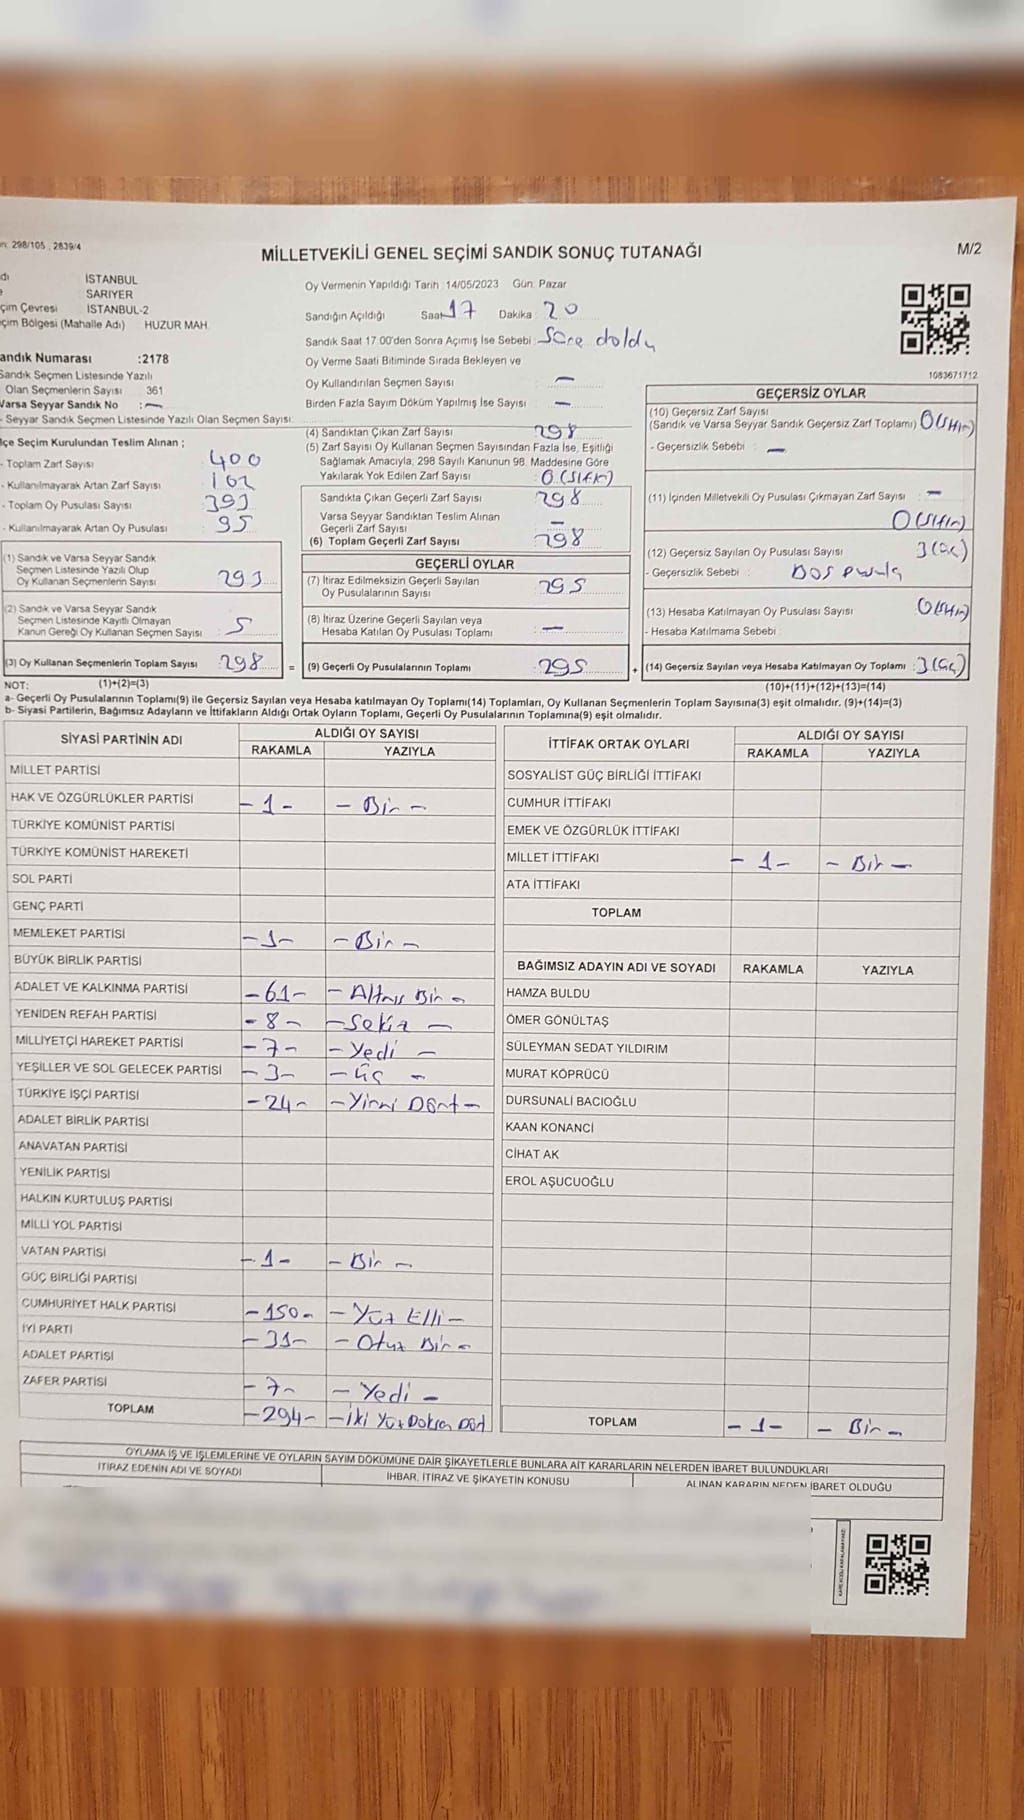 n: 298/105 , 2839/4
MİLLETVEKİLİ GENEL SEÇİMİ SANDIK SONUÇ TUTANAĞI
M/2
dı İSTANBUL
e SARIYER
çim Çevresi İSTANBUL-2
çim Bölgesi (Mahalle Adı) HUZUR MAH.
andık Numarası :2178
Sandık Seçmen Listesinde Yazılı
Olan Seçmenlerin Sayısı 361
Varsa Seyyar Sandık No : —
- Seyyar Sandık Seçmen Listesinde Yazılı Olan Seçmen Sayısı:
lçe Seçim Kurulundan Teslim Alınan ;
- Toplam Zarf Sayısı 400
- Kullanılmayarak Artan Zarf Sayısı 102
- Toplam Oy Pusulası Sayısı 393
- Kullanılmayarak Artan Oy Pusulası 95
(1) Sandık ve Varsa Seyyar Sandık
Seçmen Listesinde Yazılı Olup
Oy Kullanan Seçmenlerin Sayısı 293
(2) Sandık ve Varsa Seyyar Sandık
Seçmen Listesinde Kayıtlı Olmayan
Kanun Gereği Oy Kullanan Seçmen Sayısı 5
(3) Oy Kullanan Seçmenlerin Toplam Sayısı :298
Oy Vermenin Yapıldığı Tarih :14/05/2023 Gün: Pazar
Sandığın Açıldığı Saat 17 Dakika : 20
Sandık Saat 17:00'den Sonra Açımış İse Sebebi : Süre doldu
Oy Verme Saati Bitiminde Sırada Bekleyen ve
Oy Kullandırılan Seçmen Sayısı —
Birden Fazla Sayım Döküm Yapılmış İse Sayısı —
(4) Sandıktan Çıkan Zarf Sayısı 298
(5) Zarf Sayısı Oy Kullanan Seçmen Sayısından Fazla İse, Eşitliği
Sağlamak Amacıyla, 298 Sayılı Kanunun 98. Maddesine Göre
Yakılarak Yok Edilen Zarf Sayısı 0 (SIFIR)
Sandıkta Çıkan Geçerli Zarf Sayısı 298
Varsa Seyyar Sandıktan Teslim Alınan
Geçerli Zarf Sayısı —
(6) Toplam Geçerli Zarf Sayısı 298
GEÇERLİ OYLAR
(7) İtiraz Edilmeksizin Geçerli Sayılan
Oy Pusulalarının Sayısı 295
(8) İtiraz Üzerine Geçerli Sayılan veya
Hesaba Katılan Oy Pusulası Toplamı —
= (9) Geçerli Oy Pusulalarının Toplamı 295
1083671712
GEÇERSİZ OYLAR
(10) Geçersiz Zarf Sayısı
(Sandık ve Varsa Seyyar Sandık Geçersiz Zarf Toplamı) 0(Sıfır)
- Geçersizlik Sebebi : —
(11) İçinden Milletvekili Oy Pusulası Çıkmayan Zarf Sayısı : —
0(Sıfır)
(12) Geçersiz Sayılan Oy Pusulası Sayısı 3 (Üç)
- Geçersizlik Sebebi : Boş Pusula
(13) Hesaba Katılmayan Oy Pusulası Sayısı 0(Sıfır)
- Hesaba Katılmama Sebebi :
+ (14) Geçersiz Sayılan veya Hesaba Katılmayan Oy Toplamı : 3 (Üç)
NOT: (1)+(2)=(3) (10)+(11)+(12)+(13)=(14)
a- Geçerli Oy Pusulalarının Toplamı(9) ile Geçersiz Sayılan veya Hesaba katılmayan Oy Toplamı(14) Toplamları, Oy Kullanan Seçmenlerin Toplam Sayısına(3) eşit olmalıdır. (9)+(14)=(3)
b- Siyasi Partilerin, Bağımsız Adayların ve İttifakların Aldığı Ortak Oyların Toplamı, Geçerli Oy Pusulalarının Toplamına(9) eşit olmalıdır.
SİYASİ PARTİNİN ADI ALDIĞI OY SAYISI
RAKAMLA YAZIYLA
MİLLET PARTİSİ
HAK VE ÖZGÜRLÜKLER PARTİSİ - 1 - - Bir -
TÜRKİYE KOMÜNİST PARTİSİ
TÜRKİYE KOMÜNİST HAREKETİ
SOL PARTİ
GENÇ PARTİ
MEMLEKET PARTİSİ - 1 - - Bir -
BÜYÜK BİRLİK PARTİSİ
ADALET VE KALKINMA PARTİSİ - 61 - - Altmış Bir -
YENİDEN REFAH PARTİSİ - 8 - - Sekiz -
MİLLİYETÇİ HAREKET PARTİSİ - 7 - - Yedi -
YEŞİLLER VE SOL GELECEK PARTİSİ - 3 - - Üç -
TÜRKİYE İŞÇİ PARTİSİ - 24 - - Yirmi Dört -
ADALET BİRLİK PARTİSİ
ANAVATAN PARTİSİ
YENİLİK PARTİSİ
HALKIN KURTULUŞ PARTİSİ
MİLLİ YOL PARTİSİ
VATAN PARTİSİ - 1 - - Bir -
GÜÇ BİRLİĞİ PARTİSİ
CUMHURİYET HALK PARTİSİ - 150 - - Yüz Elli -
İYİ PARTİ - 31 - - Otuz Bir -
ADALET PARTİSİ
ZAFER PARTİSİ - 7 - - Yedi -
TOPLAM - 294 - - İki Yüz Doksan Dört
İTTİFAK ORTAK OYLARI ALDIĞI OY SAYISI
RAKAMLA YAZIYLA
SOSYALİST GÜÇ BİRLİĞİ İTTİFAKI
CUMHUR İTTİFAKI
EMEK VE ÖZGÜRLÜK İTTİFAKI
MİLLET İTTİFAKI - 1 - - Bir -
ATA İTTİFAKI
TOPLAM
BAĞIMSIZ ADAYIN ADI VE SOYADI RAKAMLA YAZIYLA
HAMZA BULDU
ÖMER GÖNÜLTAŞ
SÜLEYMAN SEDAT YILDIRIM
MURAT KÖPRÜCÜ
DURSUNALİ BACIOĞLU
KAAN KONANCİ
CİHAT AK
EROL AŞUCUOĞLU
TOPLAM - 1 - - Bir -
OYLAMA İŞ VE İŞLEMLERİNE VE OYLARIN SAYIM DÖKÜMÜNE DAİR ŞİKAYETLERLE BUNLARA AİT KARARLARIN NELERDEN İBARET BULUNDUKLARI
İTİRAZ EDENİN ADI VE SOYADI İHBAR, İTİRAZ VE ŞİKAYETİN KONUSU ALINAN KARARIN NEDEN İBARET OLDUĞU